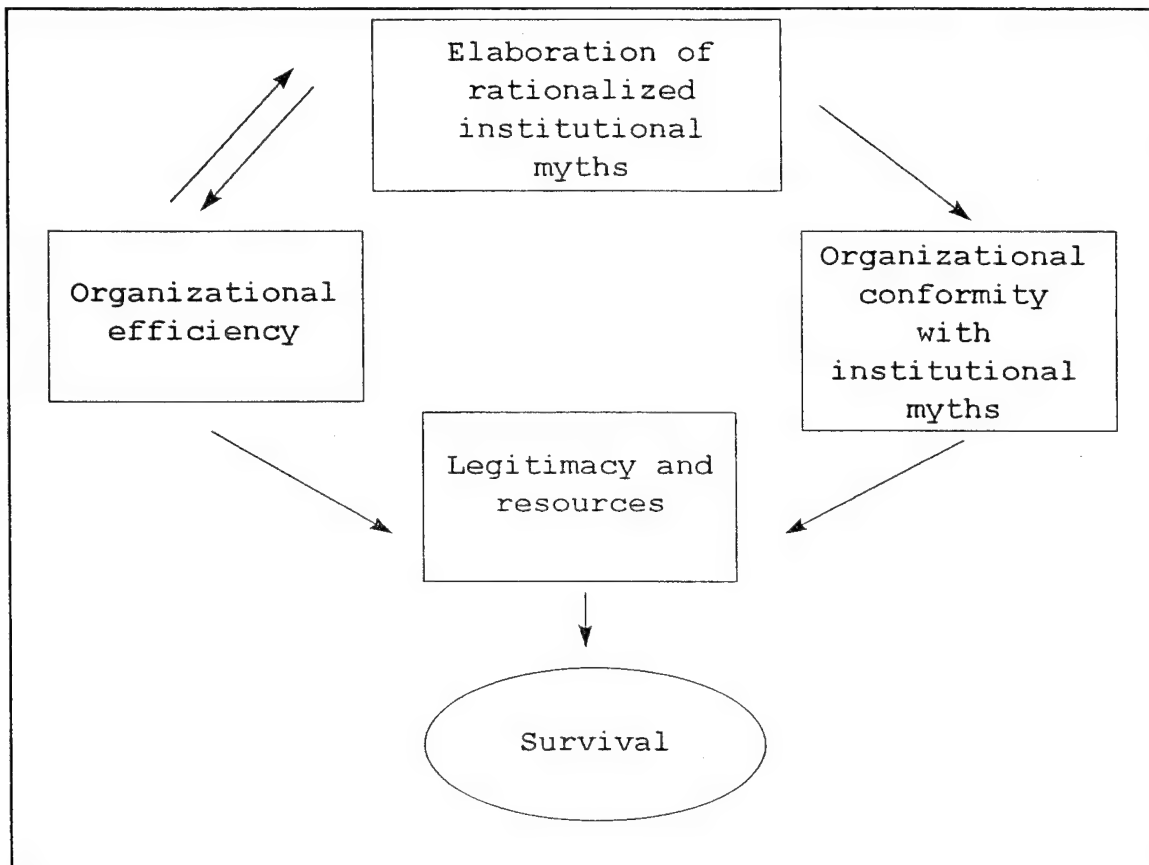 Elaboration of
rationalized
institutional
myths
Organizational
efficiency
Organizational
conformity
with
institutional
myths
Legitimacy and
resources
Survival